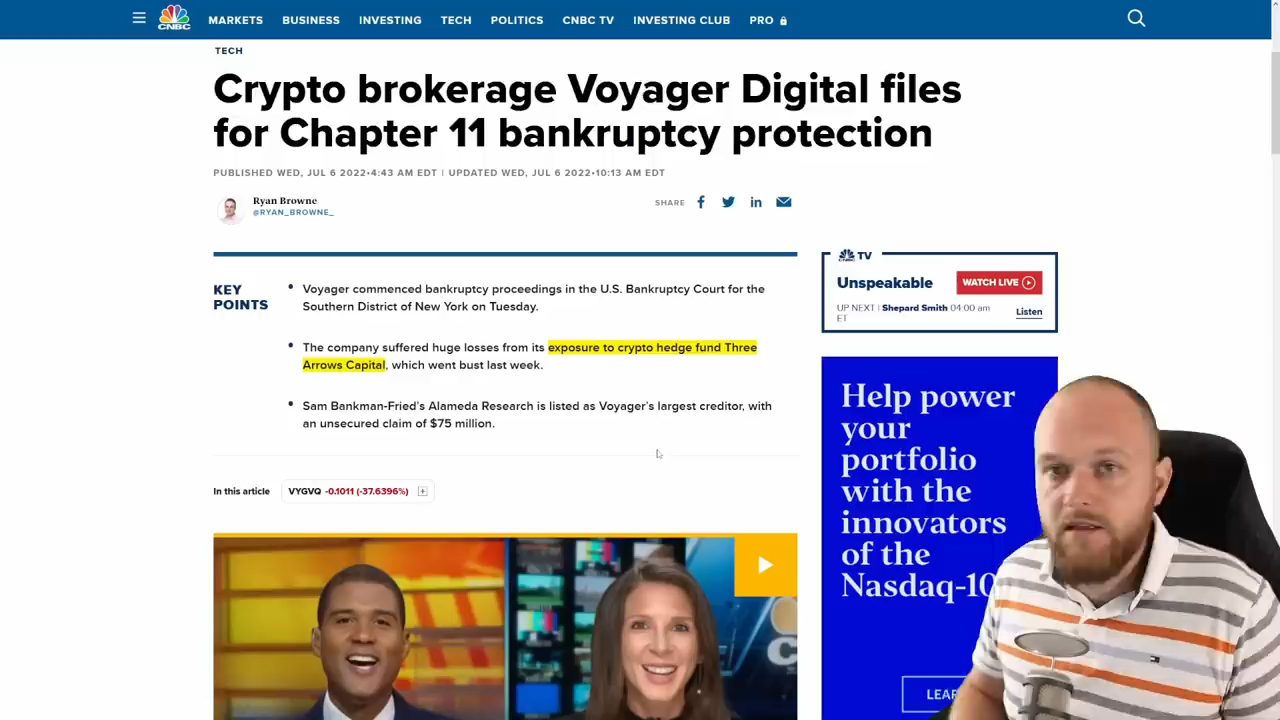 CNBC
MARKETS
BUSINESS
INVESTING
TECH
POLITICS
CNBC TV
INVESTING CLUB
PRO
TECH
Crypto brokerage Voyager Digital files
for Chapter 11 bankruptcy protection
PUBLISHED WED, JUL 6 2022•4:43 AM EDT | UPDATED WED, JUL 6 2022•10:13 AM EDT
Ryan Browne
@RYAN_BROWNE_
SHARE
KEY
POINTS
• Voyager commenced bankruptcy proceedings in the U.S. Bankruptcy Court for the
Southern District of New York on Tuesday.
• The company suffered huge losses from its exposure to crypto hedge fund Three
Arrows Capital, which went bust last week.
• Sam Bankman-Fried's Alameda Research is listed as Voyager's largest creditor, with
an unsecured claim of $75 million.
In this article
VYGVQ -0.1011 (-37.6396%)
TV
Unspeakable
WATCH LIVE
UP NEXT | Shepard Smith 04:00 am
ET
Listen
Help power
your
portfolio
with the
innovators
of the
Nasdaq-10
LEAR